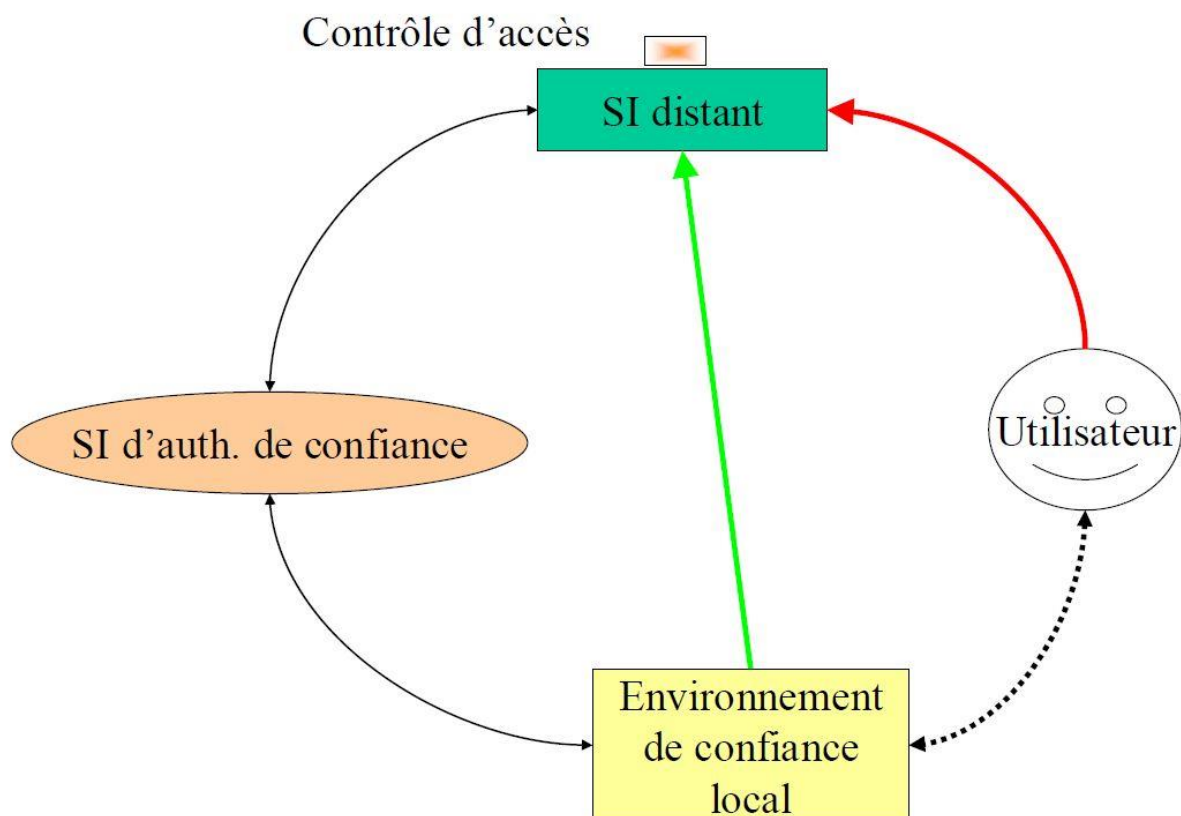 Contrôle d’accès
SI distant
Utilisateur
SI d’auth. de confiance
Environnement
de confiance
local